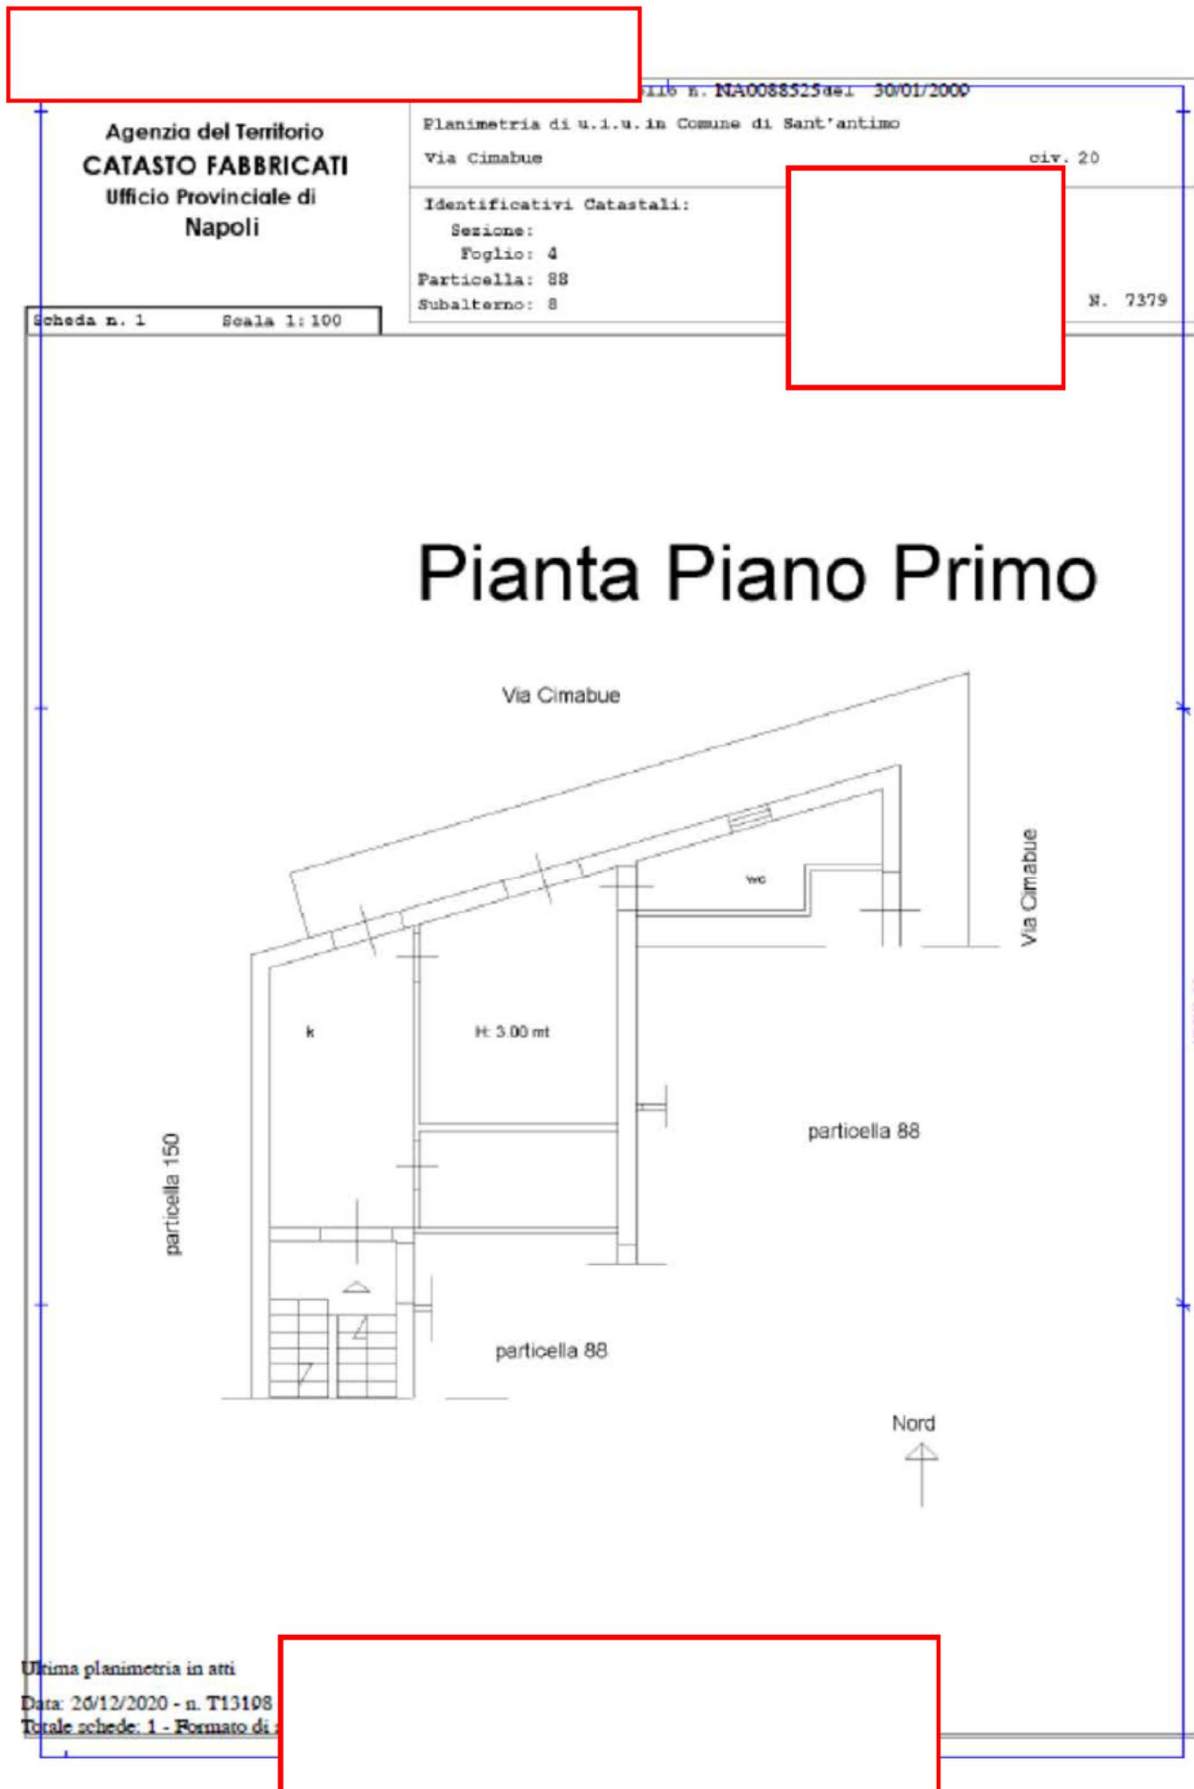 n. NA0088525 del 30/01/2009
Agenzia del Territorio
CATASTO FABBRICATI
Ufficio Provinciale di
Napoli
Planimetria di u.i.u. in Comune di Sant'antimo
Via Cimabue civ. 20
Identificativi Catastali:
Sezione:
Foglio: 4
Particella: 88
Subalterno: 8
N. 7379
Scheda n. 1 Scala 1:100
Pianta Piano Primo
Via Cimabue
Via Cimabue
wc
k
H: 3.00 mt
particella 88
particella 150
particella 88
Nord
Ultima planimetria in atti
Data: 26/12/2020 - n. T13198
Totale schede: 1 - Formato di